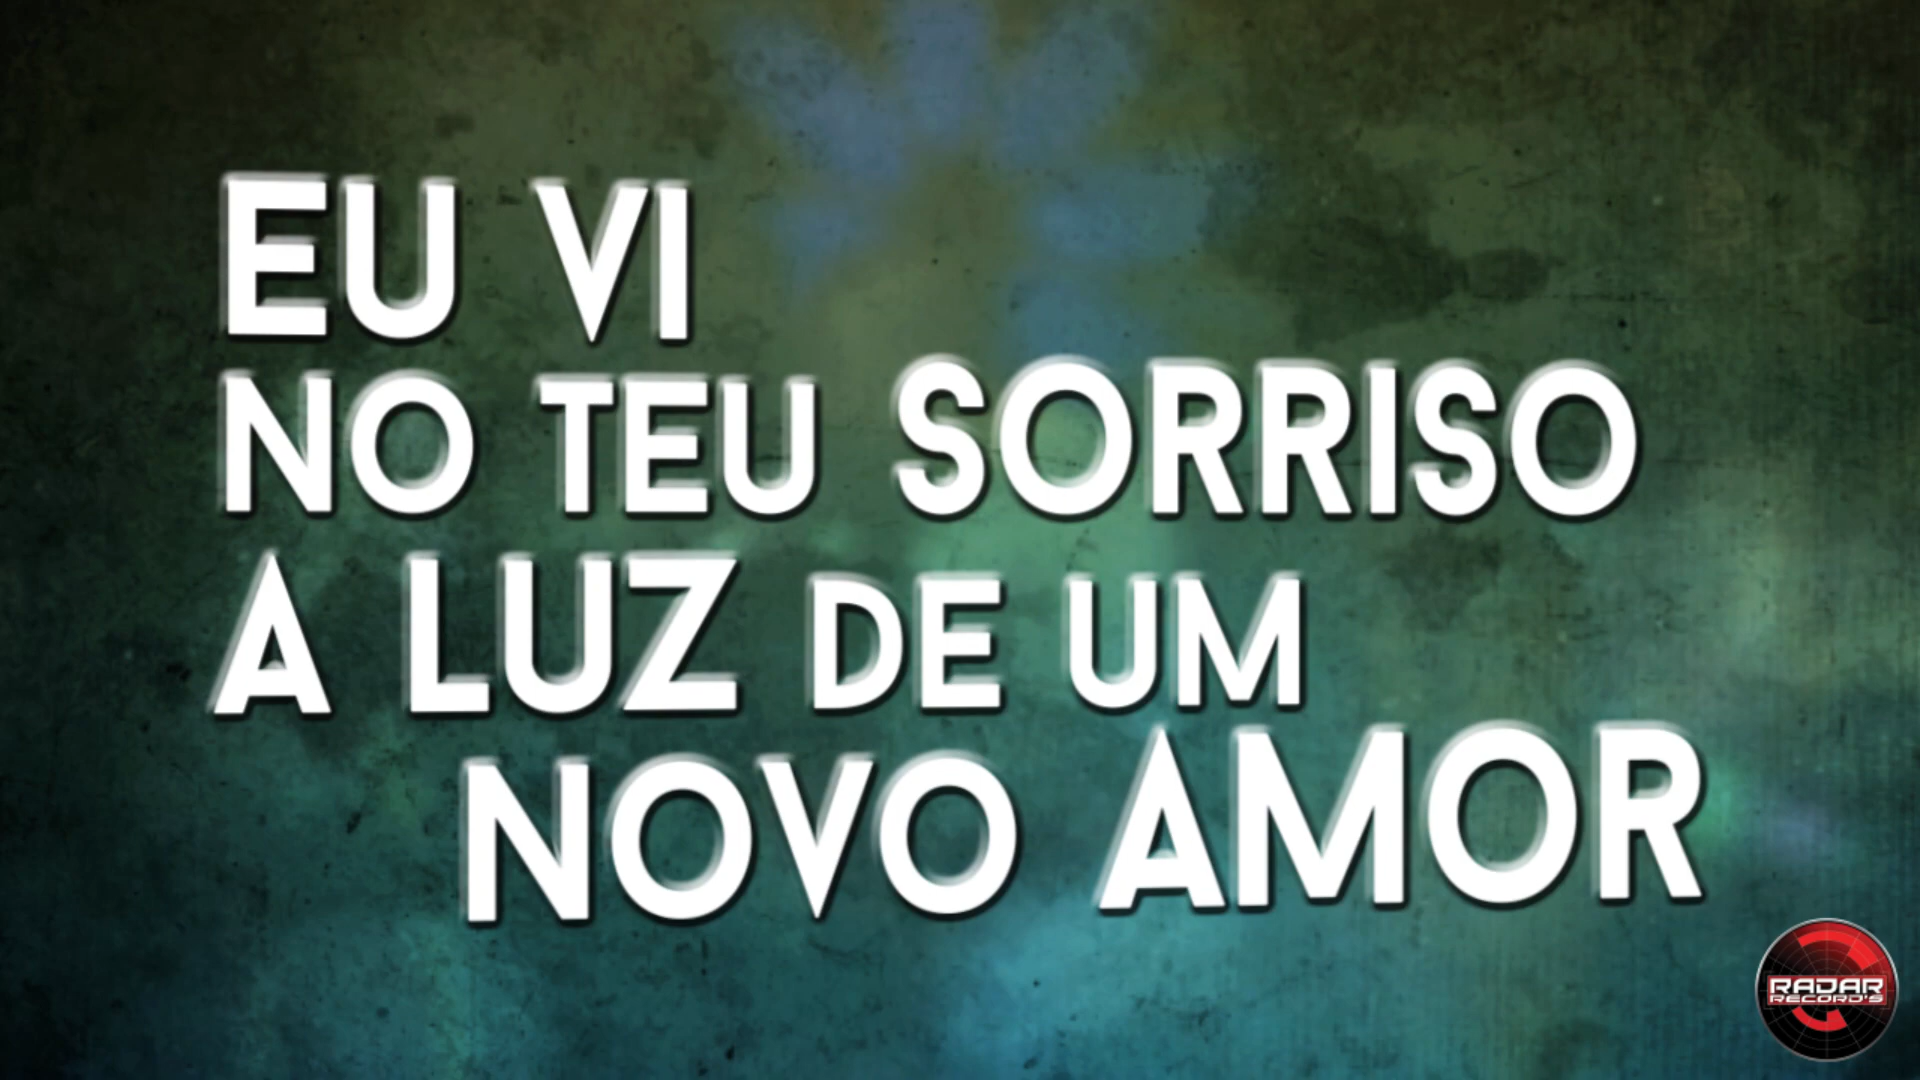 EU VI
NO TEU SORRISO
A LUZ DE UM
NOVO AMOR
RADAR
RECORD'S